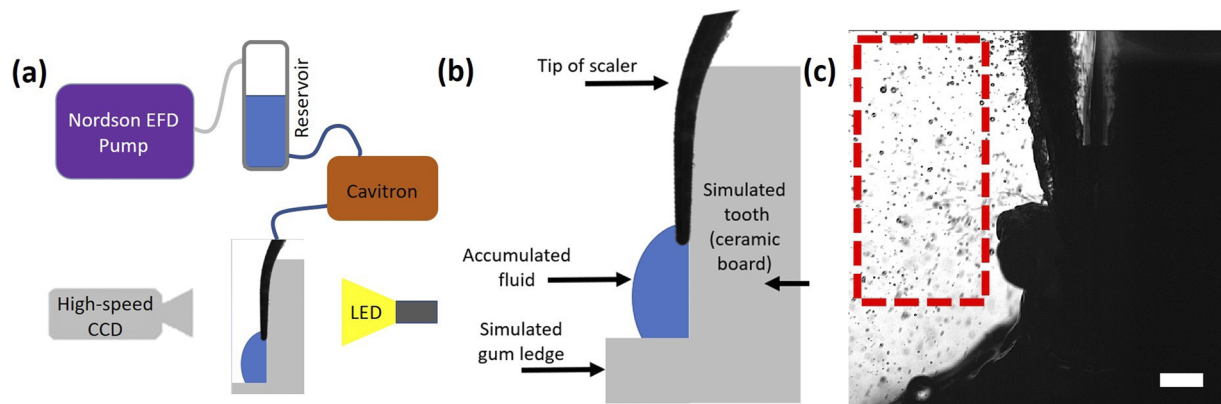 (a)
Nordson EFD
Pump
Reservoir
Cavitron
High-speed
CCD
LED
(b)
Tip of scaler
Simulated
tooth
(ceramic
board)
Accumulated
fluid
Simulated
gum ledge
(c)